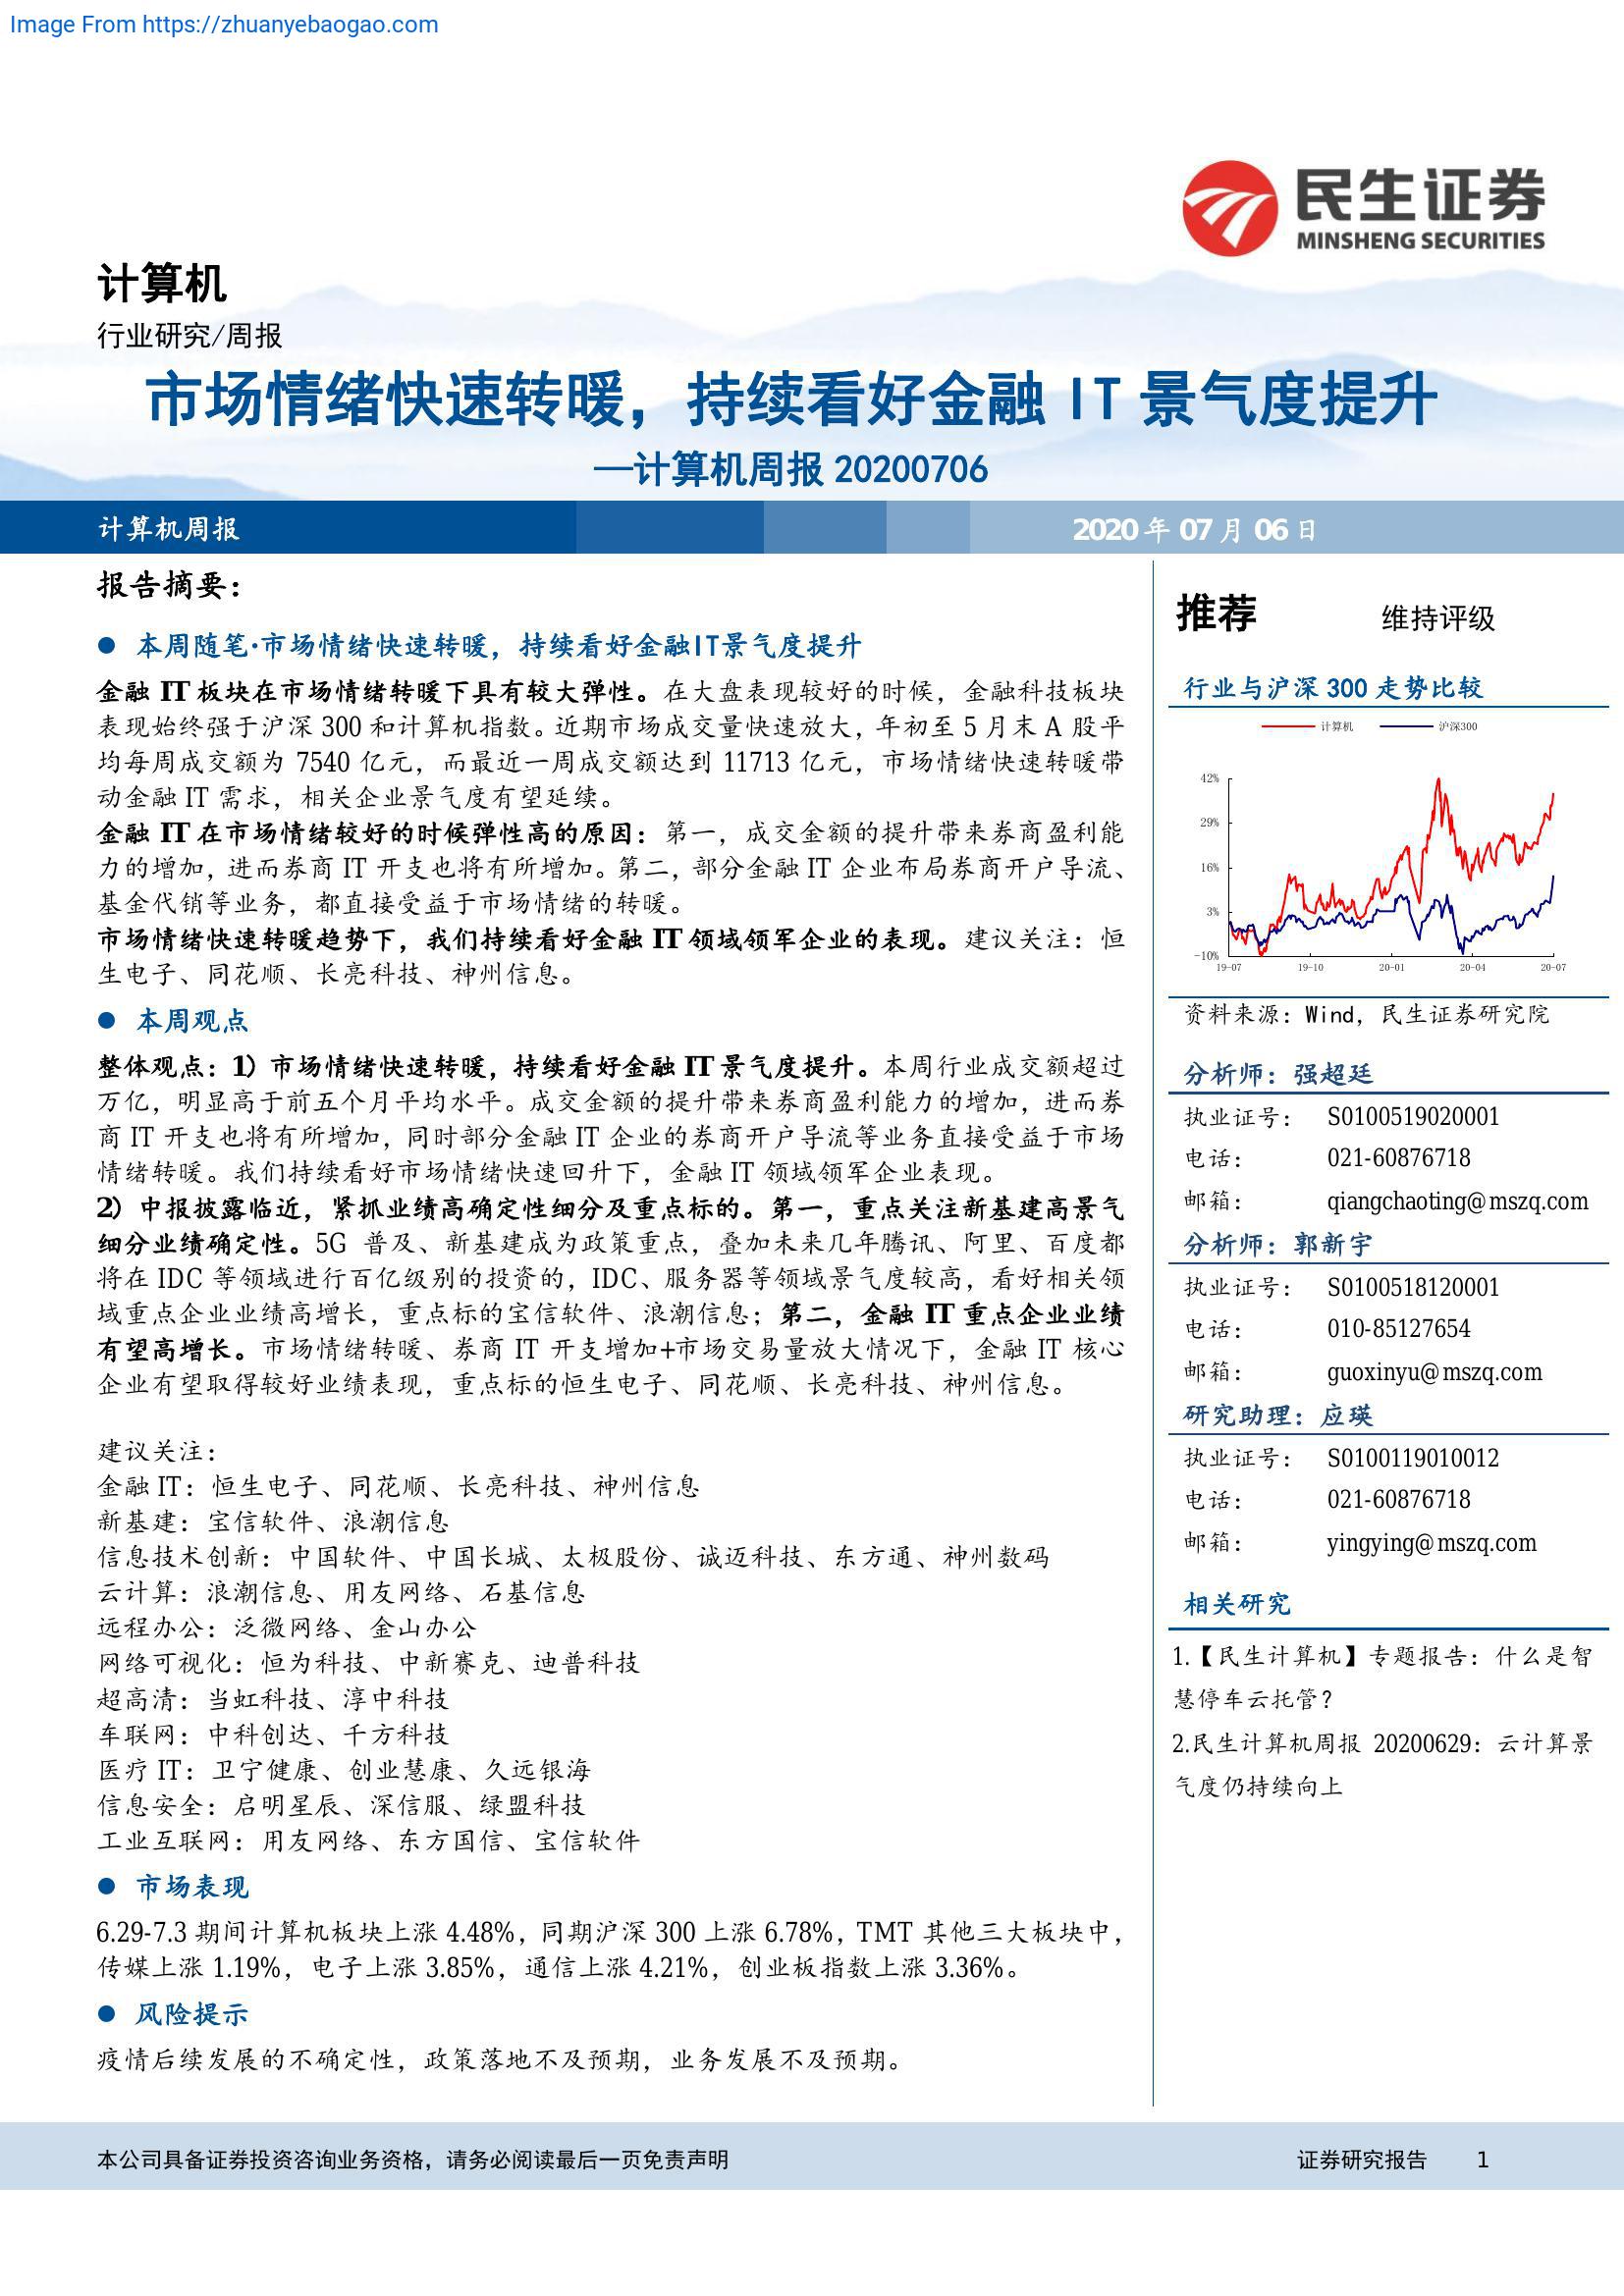 Image From https://zhuanyebaogao.com
民生证券
MINSHENG SECURITIES
计算机
行业研究/周报
市场情绪快速转暖，持续看好金融 IT 景气度提升
—计算机周报 20200706
计算机周报
2020 年 07 月 06 日
报告摘要：
● 本周随笔·市场情绪快速转暖，持续看好金融IT景气度提升
金融 IT 板块在市场情绪转暖下具有较大弹性。在大盘表现较好的时候，金融科技板块
表现始终强于沪深 300 和计算机指数。近期市场成交量快速放大，年初至 5 月末 A 股平
均每周成交额为 7540 亿元，而最近一周成交额达到 11713 亿元，市场情绪快速转暖带
动金融 IT 需求，相关企业景气度有望延续。
金融 IT 在市场情绪较好的时候弹性高的原因：第一，成交金额的提升带来券商盈利能
力的增加，进而券商 IT 开支也将有所增加。第二，部分金融 IT 企业布局券商开户导流、
基金代销等业务，都直接受益于市场情绪的转暖。
市场情绪快速转暖趋势下，我们持续看好金融 IT 领域领军企业的表现。建议关注：恒
生电子、同花顺、长亮科技、神州信息。
● 本周观点
整体观点：1）市场情绪快速转暖，持续看好金融 IT 景气度提升。本周行业成交额超过
万亿，明显高于前五个月平均水平。成交金额的提升带来券商盈利能力的增加，进而券
商 IT 开支也将有所增加，同时部分金融 IT 企业的券商开户导流等业务直接受益于市场
情绪转暖。我们持续看好市场情绪快速回升下，金融 IT 领域领军企业表现。
2）中报披露临近，紧抓业绩高确定性细分及重点标的。第一，重点关注新基建高景气
细分业绩确定性。5G 普及、新基建成为政策重点，叠加未来几年腾讯、阿里、百度都
将在 IDC 等领域进行百亿级别的投资的，IDC、服务器等领域景气度较高，看好相关领
域重点企业业绩高增长，重点标的宝信软件、浪潮信息；第二，金融 IT 重点企业业绩
有望高增长。市场情绪转暖、券商 IT 开支增加+市场交易量放大情况下，金融 IT 核心
企业有望取得较好业绩表现，重点标的恒生电子、同花顺、长亮科技、神州信息。
建议关注：
金融 IT：恒生电子、同花顺、长亮科技、神州信息
新基建：宝信软件、浪潮信息
信息技术创新：中国软件、中国长城、太极股份、诚迈科技、东方通、神州数码
云计算：浪潮信息、用友网络、石基信息
远程办公：泛微网络、金山办公
网络可视化：恒为科技、中新赛克、迪普科技
超高清：当虹科技、淳中科技
车联网：中科创达、千方科技
医疗 IT：卫宁健康、创业慧康、久远银海
信息安全：启明星辰、深信服、绿盟科技
工业互联网：用友网络、东方国信、宝信软件
● 市场表现
6.29-7.3 期间计算机板块上涨 4.48%，同期沪深 300 上涨 6.78%，TMT 其他三大板块中，
传媒上涨 1.19%，电子上涨 3.85%，通信上涨 4.21%，创业板指数上涨 3.36%。
● 风险提示
疫情后续发展的不确定性，政策落地不及预期，业务发展不及预期。
推荐 维持评级
行业与沪深 300 走势比较
计算机 沪深300
42%
29%
16%
3%
-10%
19-07 19-10 20-01 20-04 20-07
资料来源：Wind，民生证券研究院
分析师：强超廷
执业证号： S0100519020001
电话： 021-60876718
邮箱： qiangchaoting@mszq.com
分析师：郭新宇
执业证号： S0100518120001
电话： 010-85127654
邮箱： guoxinyu@mszq.com
研究助理：应瑛
执业证号： S0100119010012
电话： 021-60876718
邮箱： yingying@mszq.com
相关研究
1.【民生计算机】专题报告：什么是智
慧停车云托管？
2.民生计算机周报 20200629：云计算景
气度仍持续向上
本公司具备证券投资咨询业务资格，请务必阅读最后一页免责声明
证券研究报告 1